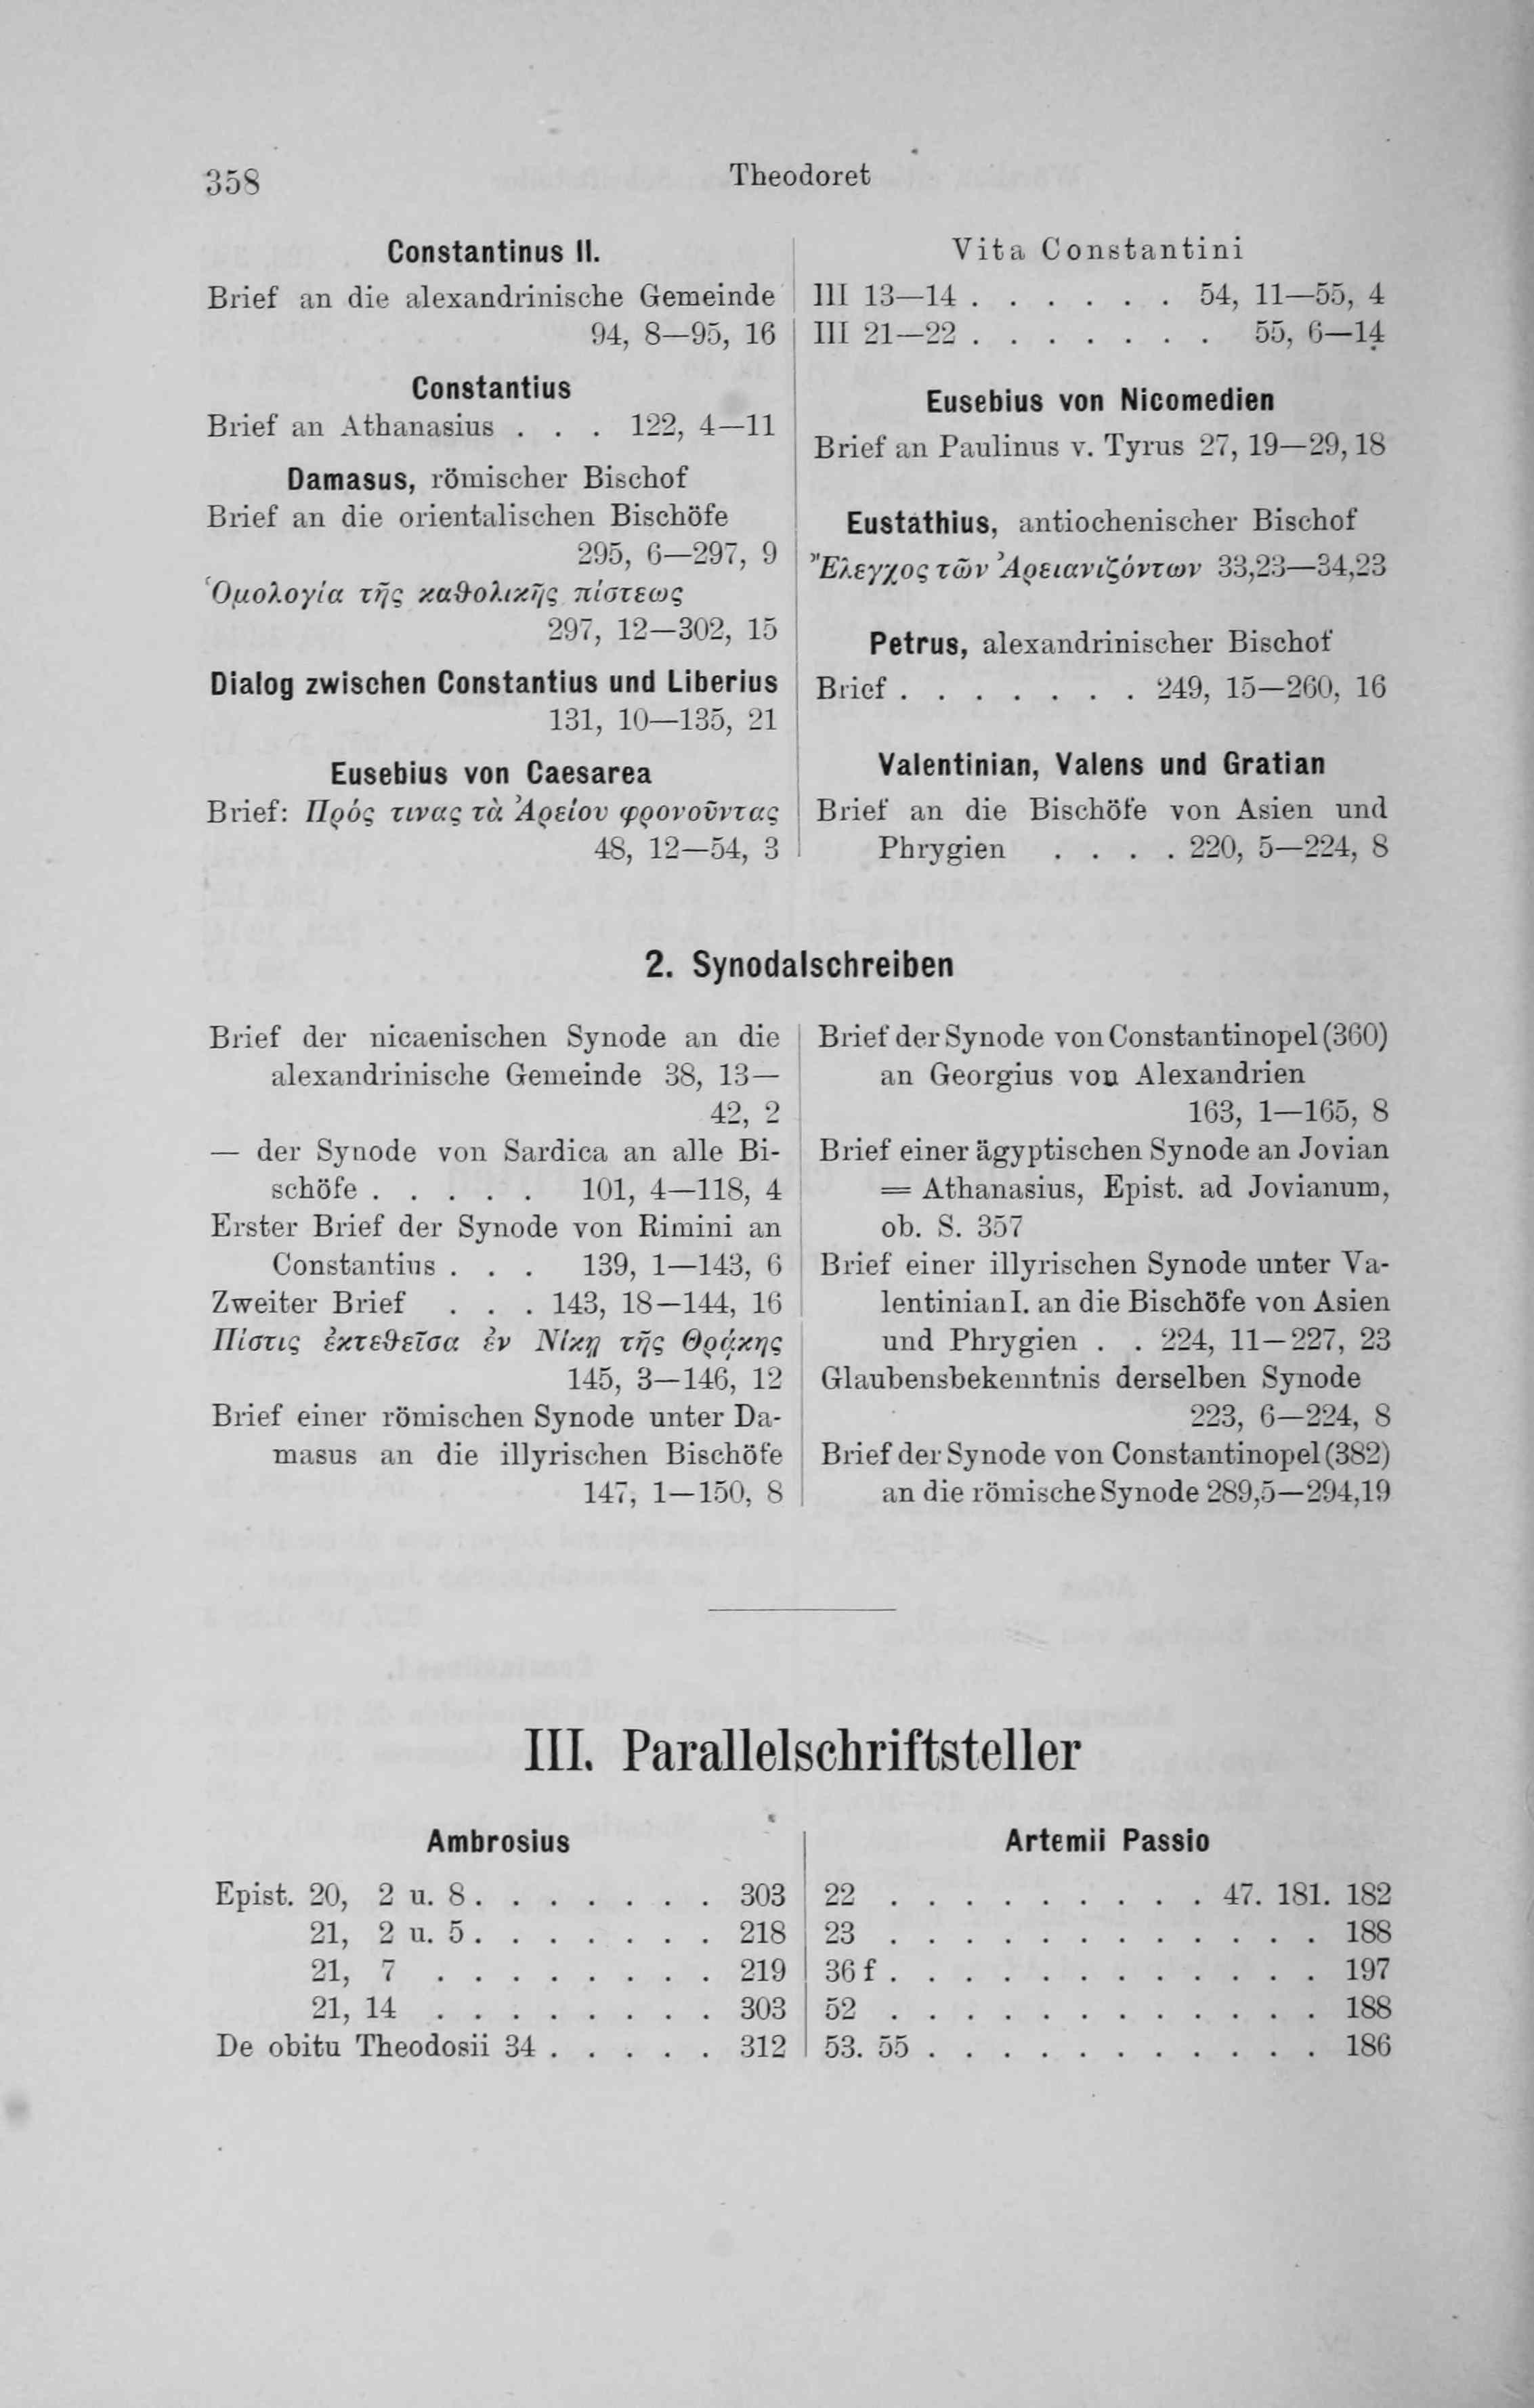 358
Theodoret
Constantinus II.
Brief an die alexandrinische Gemeinde
94, 8—95, 16
Constantius
Brief an Athanasius . . . 122, 4—11
Damasus, römischer Bischof
Brief an die orientalischen Bischöfe
295, 6—297, 9
Ὁμολογία τῆς καθολικῆς πίστεως
297, 12—302, 15
Dialog zwischen Constantius und Liberius
131, 10—135, 21
Eusebius von Caesarea
Brief: Πρός τινας τὰ Ἀρείου φρονοῦντας
48, 12—54, 3
Vita Constantini
III 13—14 . . . . . . 54, 11—55, 4
III 21—22 . . . . . . . 55, 6—14
Eusebius von Nicomedien
Brief an Paulinus v. Tyrus 27, 19—29, 18
Eustathius, antiochenischer Bischof
Ἔλεγχος τῶν Ἀρειανιζόντων 33,23—34,23
Petrus, alexandrinischer Bischof
Brief . . . . . . . 249, 15—260, 16
Valentinian, Valens und Gratian
Brief an die Bischöfe von Asien und
Phrygien . . . . 220, 5—224, 8
2. Synodalschreiben
Brief der nicaenischen Synode an die
alexandrinische Gemeinde 38, 13—
42, 2
— der Synode von Sardica an alle Bi-
schöfe . . . . . 101, 4—118, 4
Erster Brief der Synode von Rimini an
Constantius . . . 139, 1—143, 6
Zweiter Brief . . . 143, 18—144, 16
Πίστις ἐκτεθεῖσα ἐν Νίκῃ τῆς Θρᾴκης
145, 3—146, 12
Brief einer römischen Synode unter Da-
masus an die illyrischen Bischöfe
147, 1—150, 8
Brief der Synode von Constantinopel (360)
an Georgius von Alexandrien
163, 1—165, 8
Brief einer ägyptischen Synode an Jovian
= Athanasius, Epist. ad Jovianum,
ob. S. 357
Brief einer illyrischen Synode unter Va-
lentinian I. an die Bischöfe von Asien
und Phrygien . . 224, 11—227, 23
Glaubensbekenntnis derselben Synode
223, 6—224, 8
Brief der Synode von Constantinopel (382)
an die römische Synode 289,5—294,19
III. Parallelschriftsteller
Ambrosius
Epist. 20, 2 u. 8 . . . . . . . 303
21, 2 u. 5 . . . . . . . 218
21, 7 . . . . . . . . 219
21, 14 . . . . . . . . 303
De obitu Theodosii 34 . . . . . 312
Artemii Passio
22 . . . . . . . . . 47. 181. 182
23 . . . . . . . . . . . . 188
36 f . . . . . . . . . . . . 197
52 . . . . . . . . . . . . 188
53. 55 . . . . . . . . . . . 186